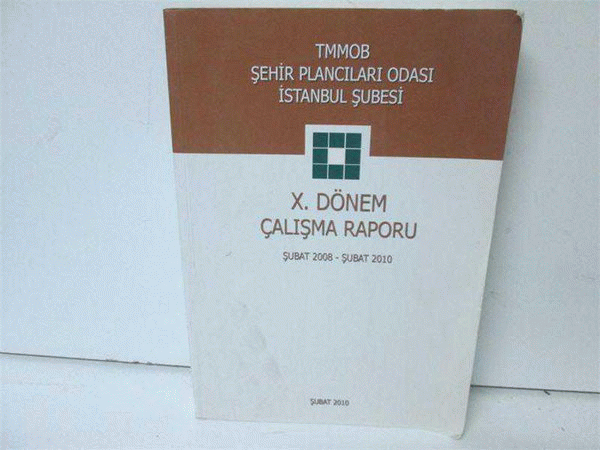 TMMOB
ŞEHİR PLANCILARI ODASI
İSTANBUL ŞUBESİ
X. DÖNEM
ÇALIŞMA RAPORU
ŞUBAT 2008 - ŞUBAT 2010
ŞUBAT 2010